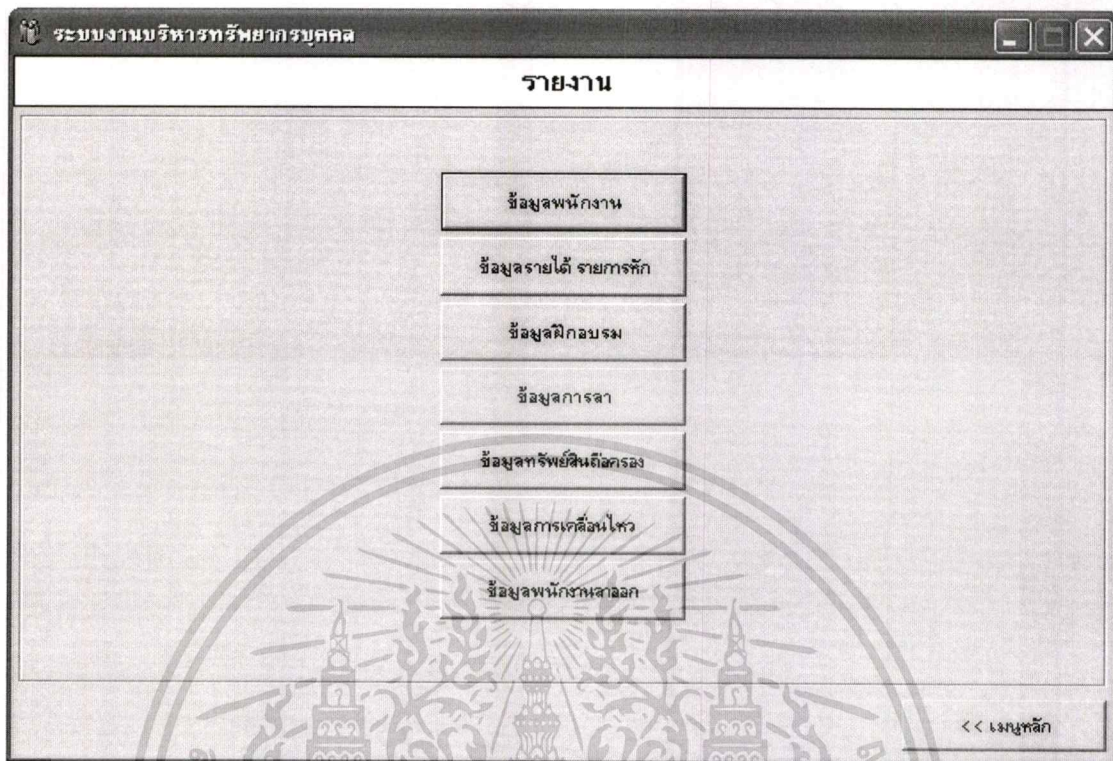 ระบบงานบริหารทรัพยากรบุคคล
รายงาน
ข้อมูลพนักงาน
ข้อมูลรายได้ รายการหัก
ข้อมูลฝึกอบรม
ข้อมูลการลา
ข้อมูลทรัพย์สินถือครอง
ข้อมูลการเคลื่อนไหว
ข้อมูลพนักงานลาออก
<< เมนูหลัก